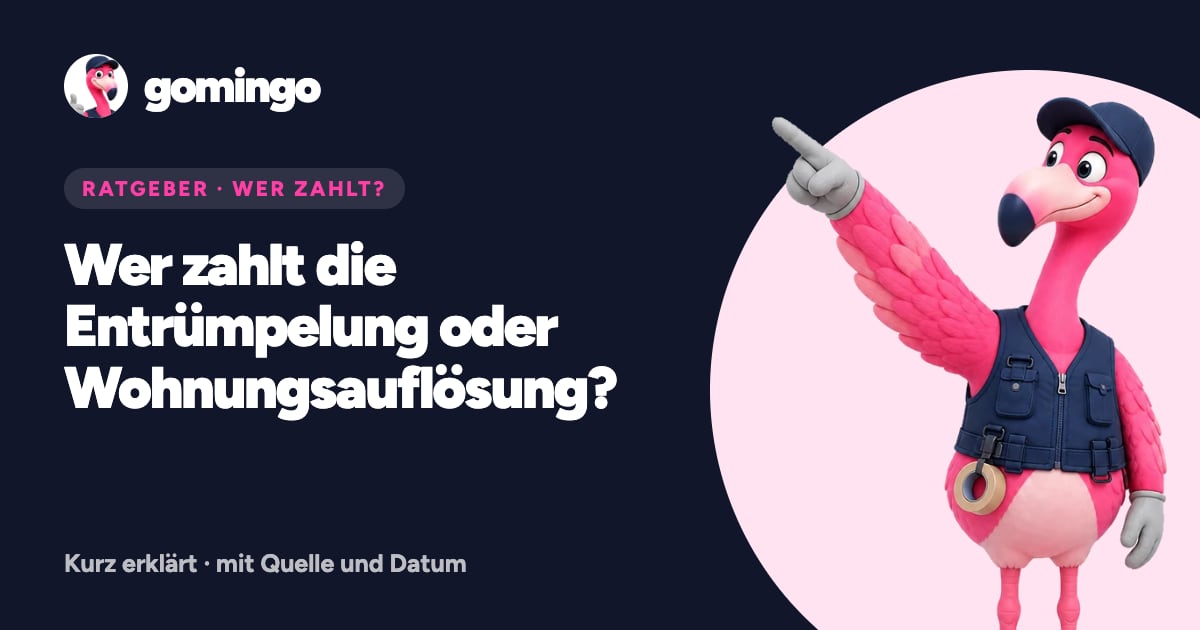 gomingo
RATGEBER · WER ZAHLT?
Wer zahlt die
Entrümpelung oder
Wohnungsauflösung?
Kurz erklärt · mit Quelle und Datum